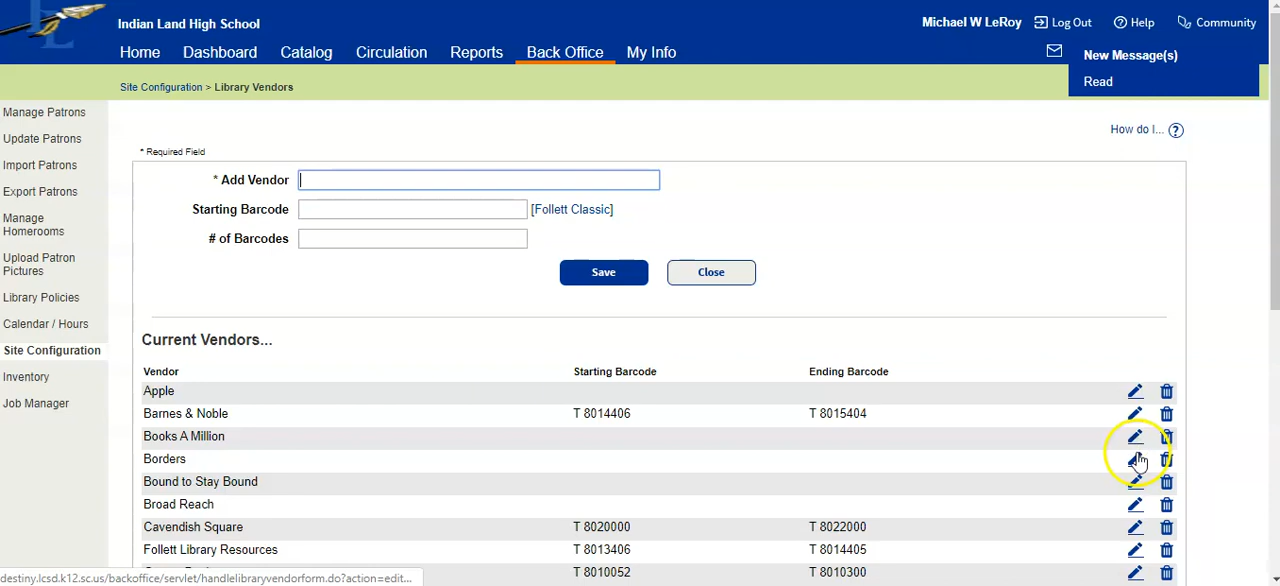 Indian Land High School
Michael W LeRoy Log Out Help Community
Home Dashboard Catalog Circulation Reports Back Office My Info
New Message(s)
Read
Site Configuration > Library Vendors
Manage Patrons
Update Patrons
Import Patrons
Export Patrons
Manage
Homerooms
Upload Patron
Pictures
Library Policies
Calendar / Hours
Site Configuration
Inventory
Job Manager
How do I... ?
* Required Field
* Add Vendor
Starting Barcode [Follett Classic]
# of Barcodes
Save Close
Current Vendors...
Vendor Starting Barcode Ending Barcode
Apple
Barnes & Noble T 8014406 T 8015404
Books A Million
Borders
Bound to Stay Bound
Broad Reach
Cavendish Square T 8020000 T 8022000
Follett Library Resources T 8013406 T 8014405
T 8010052 T 8010300
destiny.lcsd.k12.sc.us/backoffice/servlet/handlelibraryvendorform.do?action=edit...